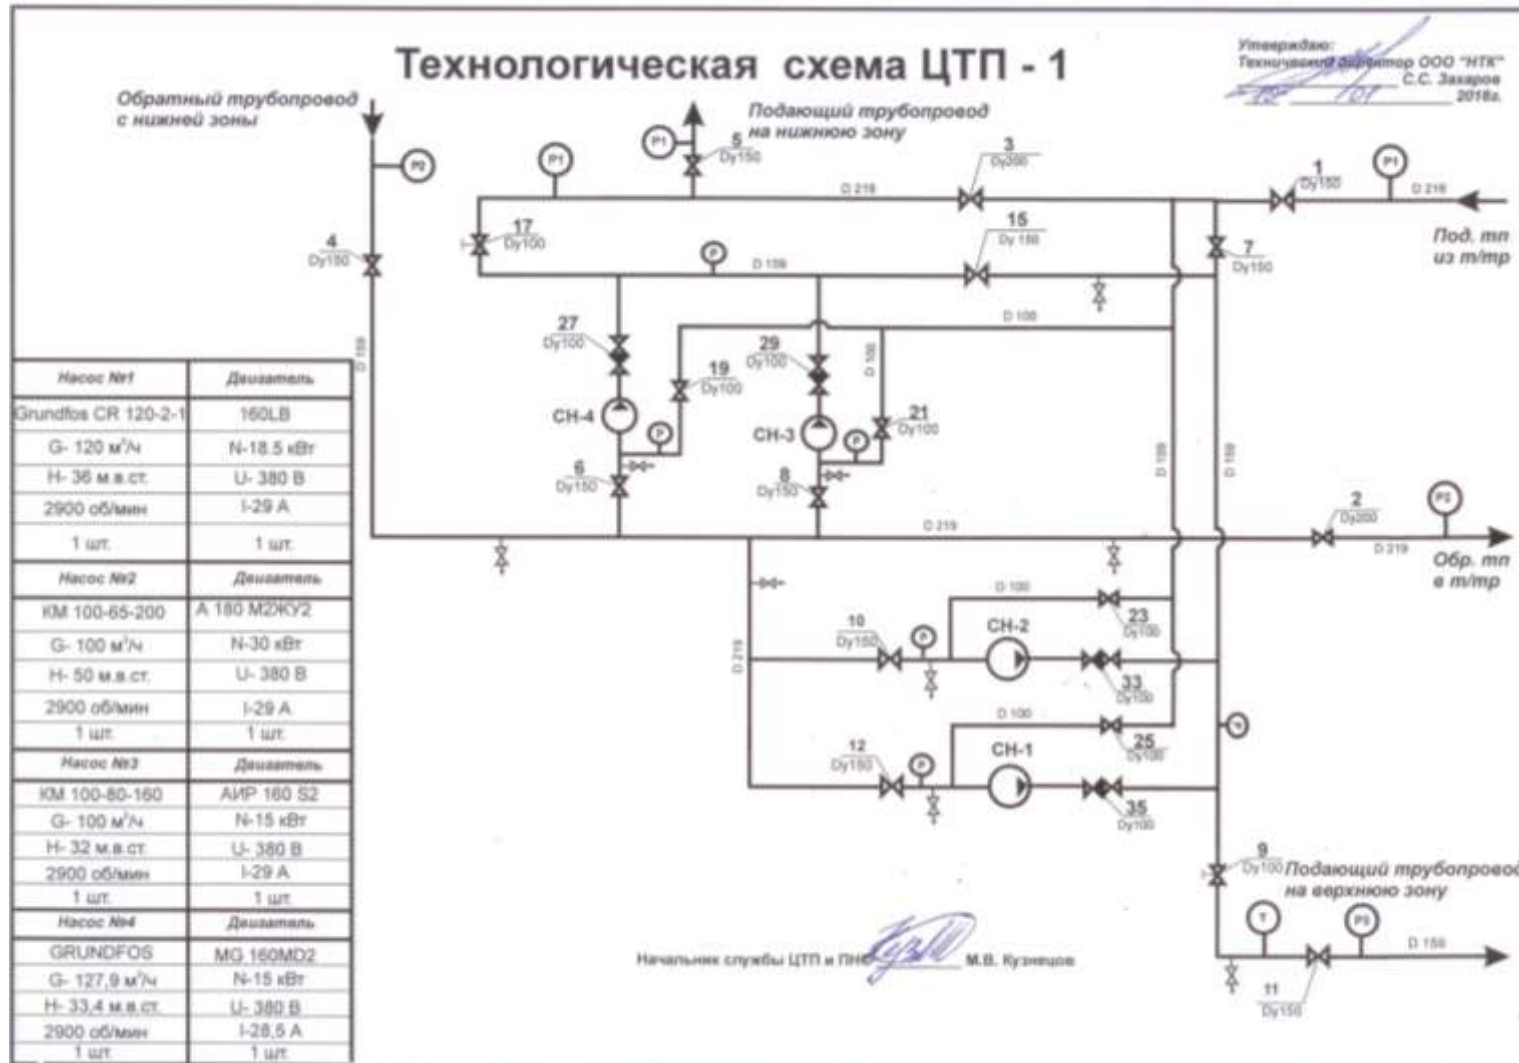 Технологическая схема ЦТП - 1
Утверждаю:
Технический директор ООО "НТК"
С.С. Захаров
2018г.
Обратный трубопровод
с нижней зоны
Подающий трубопровод
на нижнюю зону
P2
P1
P1
5
Dy150
3
Dy200
1
Dy150
P1
D 219
D 219
Под. тп
из т/тр
4
Dy150
17
Dy100
P
D 159
15
Dy 150
7
Dy150
D 159
27
Dy100
19
Dy100
29
Dy100
D 100
D 100
21
Dy100
СН-4
P
СН-3
P
6
Dy150
8
Dy150
D 159
D 159
D 219
2
Dy200
P2
D 219
Обр. тп
в т/тр
D 219
10
Dy150
P
D 100
СН-2
23
Dy100
33
Dy100
12
Dy150
P
D 100
СН-1
25
Dy100
35
Dy100
9
Dy100
Подающий трубопровод
на верхнюю зону
T
P3
D 159
11
Dy150
Начальник службы ЦТП и М.В. Кузнецов
Насос №1 Двигатель
Grundfos CR 120-2-1 160LB
G- 120 м³/ч N-18.5 кВт
Н- 36 м.в.ст. U- 380 В
2900 об/мин I-29 А
1 шт. 1 шт.
Насос №2 Двигатель
КМ 100-65-200 А 180 М2ЖУ2
G- 100 м³/ч N-30 кВт
Н- 50 м.в.ст. U- 380 В
2900 об/мин I-29 А
1 шт. 1 шт.
Насос №3 Двигатель
КМ 100-80-160 АИР 160 S2
G- 100 м³/ч N-15 кВт
Н- 32 м.в.ст. U- 380 В
2900 об/мин I-29 А
1 шт. 1 шт.
Насос №4 Двигатель
GRUNDFOS MG 160MD2
G- 127,9 м³/ч N-15 кВт
Н- 33,4 м.в.ст. U- 380 В
2900 об/мин I-28,5 А
1 шт. 1 шт.